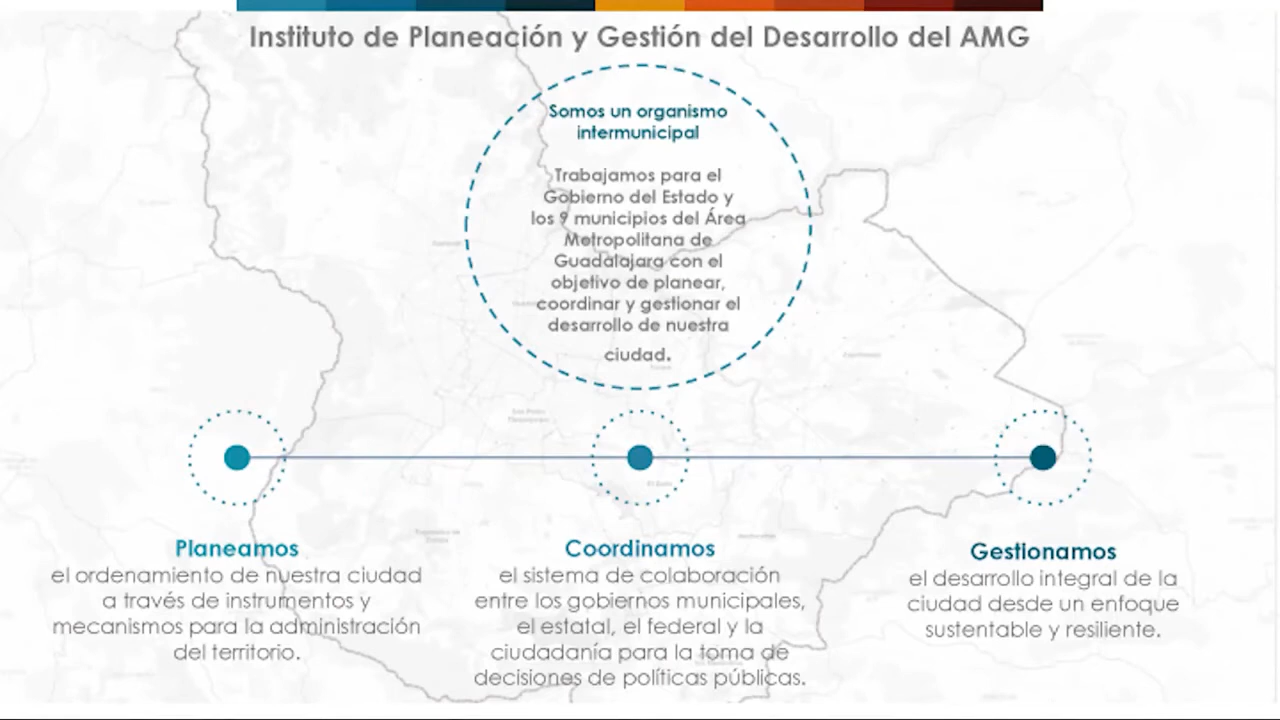 Instituto de Planeación y Gestión del Desarrollo del AMG
Somos un organismo
intermunicipal
Trabajamos para el
Gobierno del Estado y
los 9 municipios del Área
Metropolitana de
Guadalajara con el
objetivo de planear,
coordinar y gestionar el
desarrollo de nuestra
ciudad.
Planeamos
el ordenamiento de nuestra ciudad
a través de instrumentos y
mecanismos para la administración
del territorio.
Coordinamos
el sistema de colaboración
entre los gobiernos municipales,
el estatal, el federal y la
ciudadanía para la toma de
decisiones de políticas públicas.
Gestionamos
el desarrollo integral de la
ciudad desde un enfoque
sustentable y resiliente.